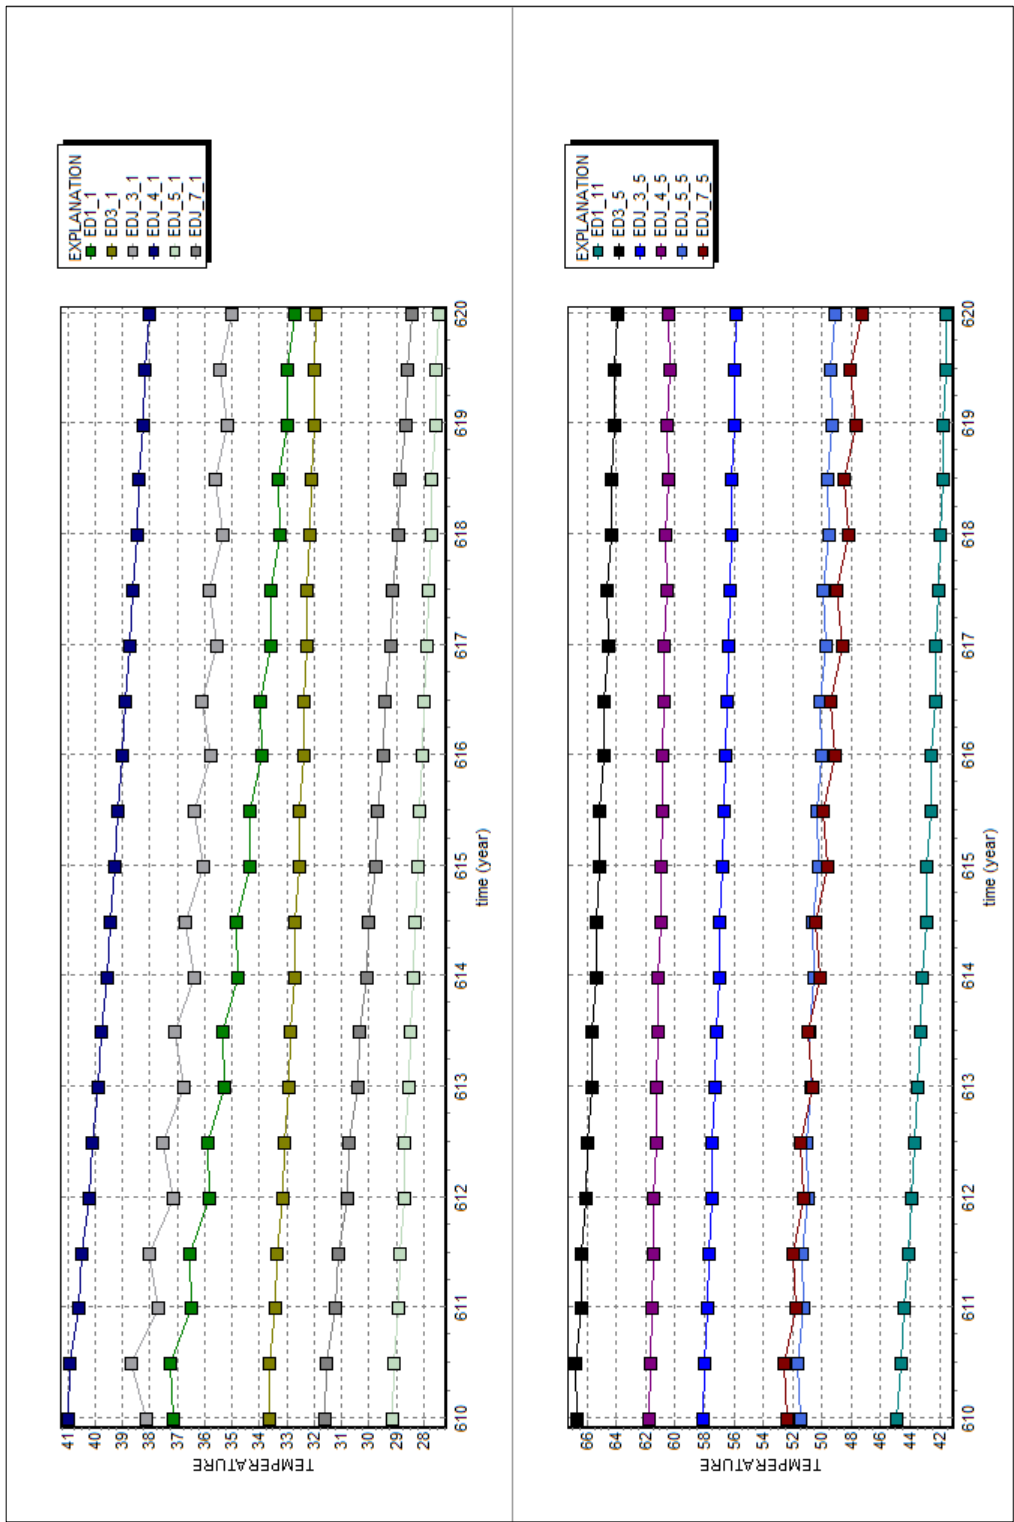 EXPLANATION
ED1_1
ED3_1
EDJ_3_1
EDJ_4_1
EDJ_5_1
EDJ_7_1
TEMPERATURE
41
40
39
38
37
36
35
34
33
32
31
30
29
28
610
611
612
613
614
615
616
617
618
619
620
time (year)
EXPLANATION
ED1_11
ED3_5
EDJ_3_5
EDJ_4_5
EDJ_5_5
EDJ_7_5
TEMPERATURE
66
64
62
60
58
56
54
52
50
48
46
44
42
610
611
612
613
614
615
616
617
618
619
620
time (year)